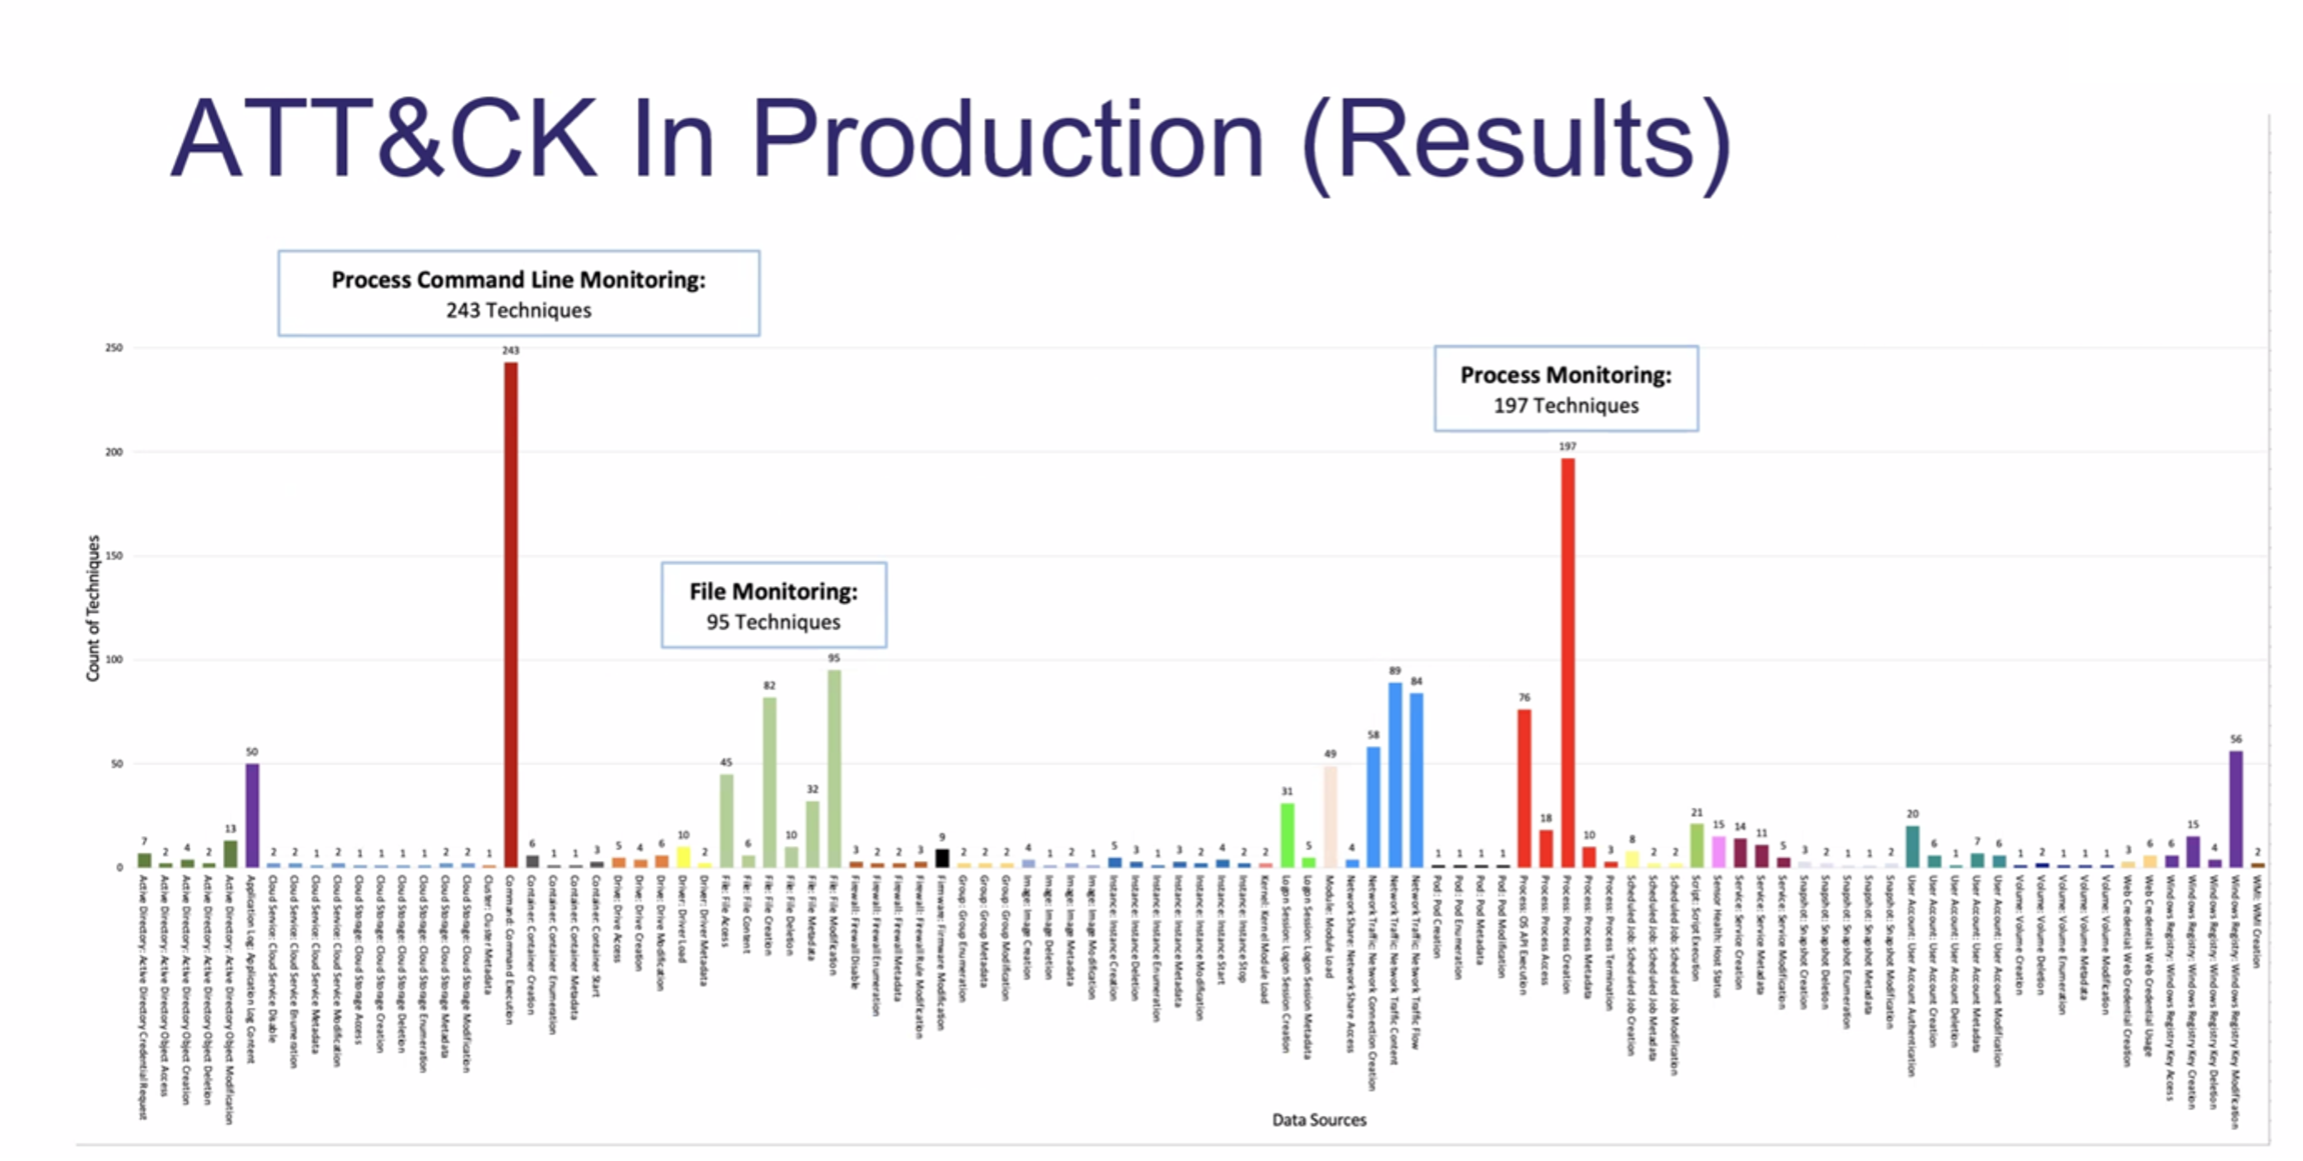 ATT&CK In Production (Results)
Process Command Line Monitoring:
243 Techniques
Process Monitoring:
197 Techniques
File Monitoring:
95 Techniques
Count of Techniques
250
200
150
100
50
0
7
2
4
2
13
50
2
2
1
2
1
1
1
1
2
2
1
243
6
1
1
3
5
4
6
10
2
45
6
82
10
32
95
3
2
2
3
9
2
2
2
4
1
2
1
5
3
1
3
2
4
2
2
31
5
49
4
58
89
84
1
1
1
1
76
18
197
10
3
8
2
2
21
15
14
11
5
3
2
1
1
2
20
6
1
7
6
1
2
1
1
1
3
6
6
15
4
56
2
Active Directory: Active Directory Credential Request
Active Directory: Active Directory Object Access
Active Directory: Active Directory Object Creation
Active Directory: Active Directory Object Deletion
Active Directory: Active Directory Object Modification
Application Log: Application Log Content
Cloud Service: Cloud Service Disable
Cloud Service: Cloud Service Enumeration
Cloud Service: Cloud Service Metadata
Cloud Service: Cloud Service Modification
Cloud Storage: Cloud Storage Access
Cloud Storage: Cloud Storage Creation
Cloud Storage: Cloud Storage Deletion
Cloud Storage: Cloud Storage Enumeration
Cloud Storage: Cloud Storage Metadata
Cloud Storage: Cloud Storage Modification
Cluster: Cluster Metadata
Command: Command Execution
Container: Container Creation
Container: Container Enumeration
Container: Container Metadata
Container: Container Start
Drive: Drive Access
Drive: Drive Creation
Drive: Drive Modification
Driver: Driver Load
Driver: Driver Metadata
File: File Access
File: File Content
File: File Creation
File: File Deletion
File: File Metadata
File: File Modification
Firewall: Firewall Disable
Firewall: Firewall Enumeration
Firewall: Firewall Metadata
Firewall: Firewall Rule Modification
Firmware: Firmware Modification
Group: Group Enumeration
Group: Group Metadata
Group: Group Modification
Image: Image Creation
Image: Image Deletion
Image: Image Metadata
Image: Image Modification
Instance: Instance Creation
Instance: Instance Deletion
Instance: Instance Enumeration
Instance: Instance Metadata
Instance: Instance Modification
Instance: Instance Start
Instance: Instance Stop
Kernel: Kernel Module Load
Logon Session: Logon Session Creation
Logon Session: Logon Session Metadata
Module: Module Load
Network Share: Network Share Access
Network Traffic: Network Connection Creation
Network Traffic: Network Traffic Content
Network Traffic: Network Traffic Flow
Pod: Pod Creation
Pod: Pod Enumeration
Pod: Pod Metadata
Pod: Pod Modification
Process: OS API Execution
Process: Process Access
Process: Process Creation
Process: Process Metadata
Process: Process Termination
Scheduled Job: Scheduled Job Creation
Scheduled Job: Scheduled Job Metadata
Scheduled Job: Scheduled Job Modification
Script: Script Execution
Sensor Health: Host Status
Service: Service Creation
Service: Service Metadata
Service: Service Modification
Snapshot: Snapshot Creation
Snapshot: Snapshot Deletion
Snapshot: Snapshot Enumeration
Snapshot: Snapshot Metadata
Snapshot: Snapshot Modification
User Account: User Account Authentication
User Account: User Account Creation
User Account: User Account Deletion
User Account: User Account Metadata
User Account: User Account Modification
Volume: Volume Creation
Volume: Volume Deletion
Volume: Volume Enumeration
Volume: Volume Metadata
Volume: Volume Modification
Web Credential: Web Credential Creation
Web Credential: Web Credential Usage
Windows Registry: Windows Registry Key Access
Windows Registry: Windows Registry Key Creation
Windows Registry: Windows Registry Key Deletion
Windows Registry: Windows Registry Key Modification
WMI: WMI Creation
Data Sources